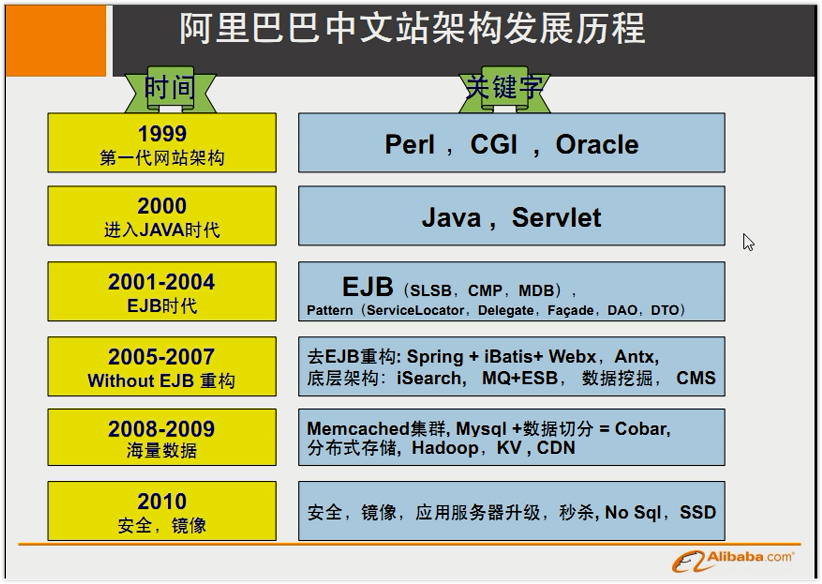 阿里巴巴中文站架构发展历程
时间
关键字
1999
第一代网站架构
Perl ，CGI ，Oracle
2000
进入JAVA时代
Java ，Servlet
2001-2004
EJB时代
EJB（SLSB，CMP，MDB），
Pattern（ServiceLocator，Delegate，Façade，DAO，DTO）
2005-2007
Without EJB 重构
去EJB重构: Spring + iBatis+ Webx，Antx,
底层架构：iSearch，MQ+ESB，数据挖掘，CMS
2008-2009
海量数据
Memcached集群, Mysql +数据切分 = Cobar,
分布式存储, Hadoop，KV , CDN
2010
安全，镜像
安全，镜像，应用服务器升级，秒杀, No Sql，SSD
Alibaba.com®